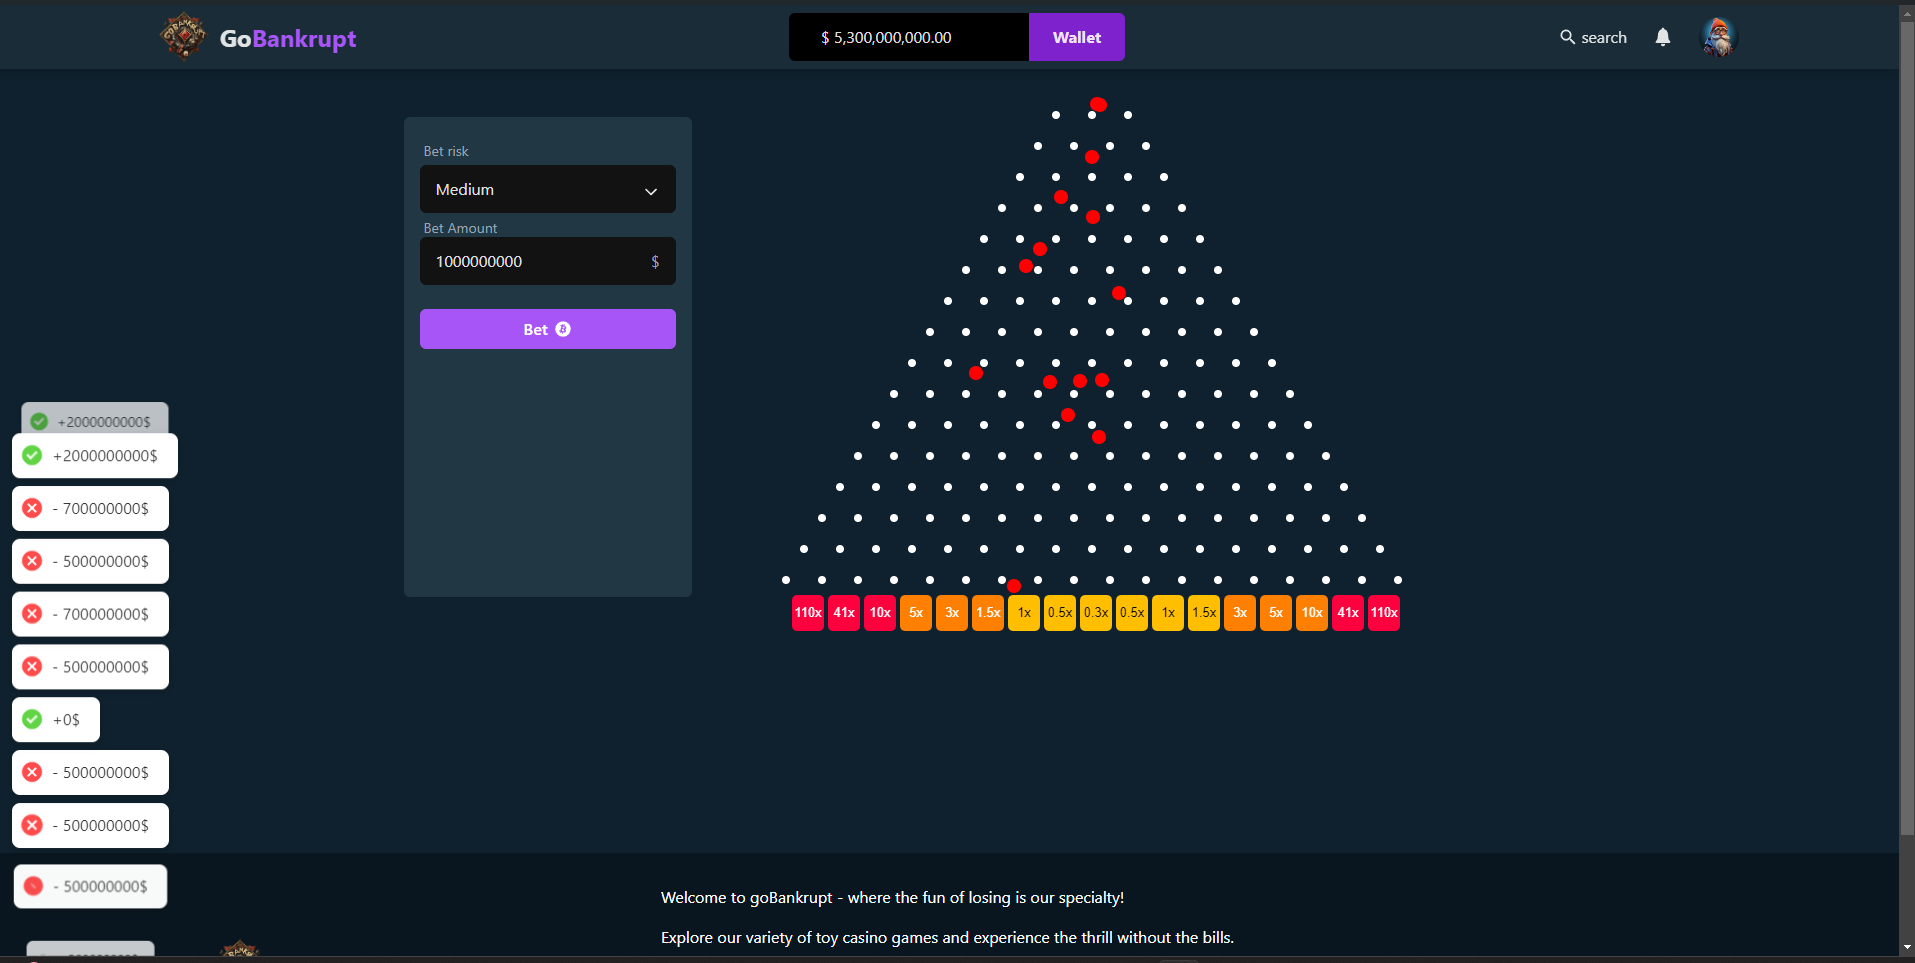 GoBankrupt
$ 5,300,000,000.00
Wallet
search
Bet risk
Medium
Bet Amount
1000000000
$
Bet
+2000000000$
+2000000000$
- 700000000$
- 500000000$
- 700000000$
- 500000000$
+0$
- 500000000$
- 500000000$
- 500000000$
110x 41x 10x 5x 3x 1.5x 1x 0.5x 0.3x 0.5x 1x 1.5x 3x 5x 10x 41x 110x
Welcome to goBankrupt - where the fun of losing is our specialty!
Explore our variety of toy casino games and experience the thrill without the bills.